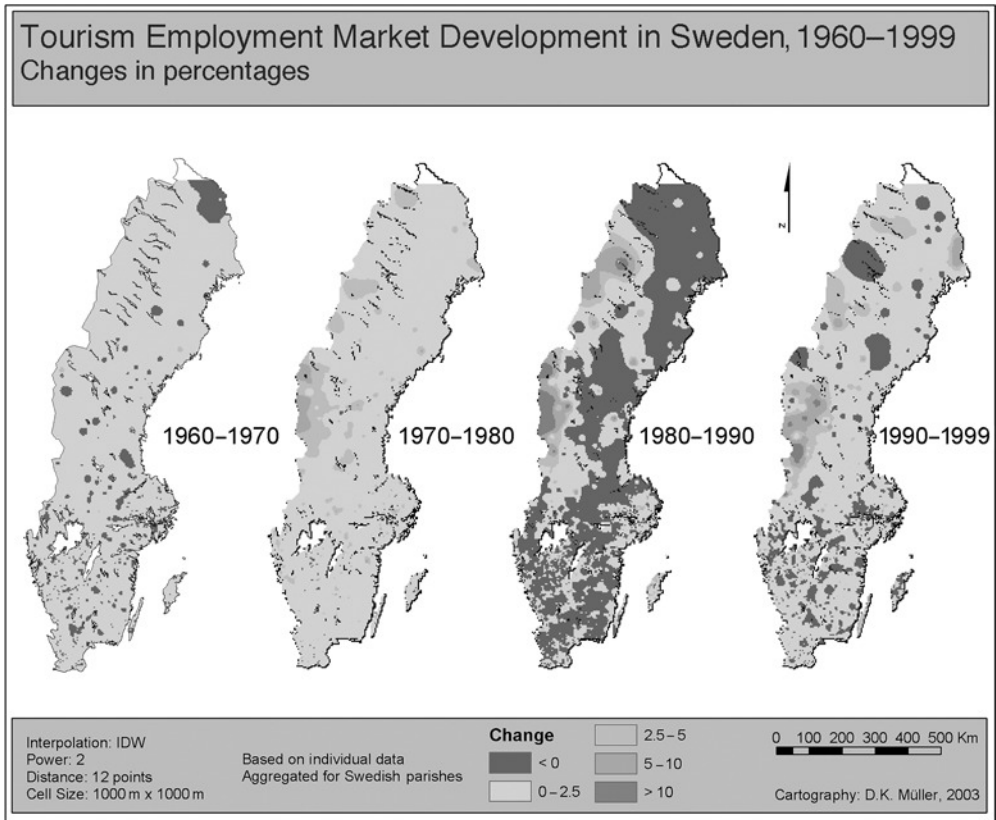 Tourism Employment Market Development in Sweden, 1960–1999
Changes in percentages
N
1960–1970
1970–1980
1980–1990
1990–1999
Interpolation: IDW
Power: 2
Distance: 12 points
Cell Size: 1000 m x 1000 m
Based on individual data
Aggregated for Swedish parishes
Change
< 0
0–2.5
2.5–5
5–10
> 10
0 100 200 300 400 500 Km
Cartography: D.K. Müller, 2003